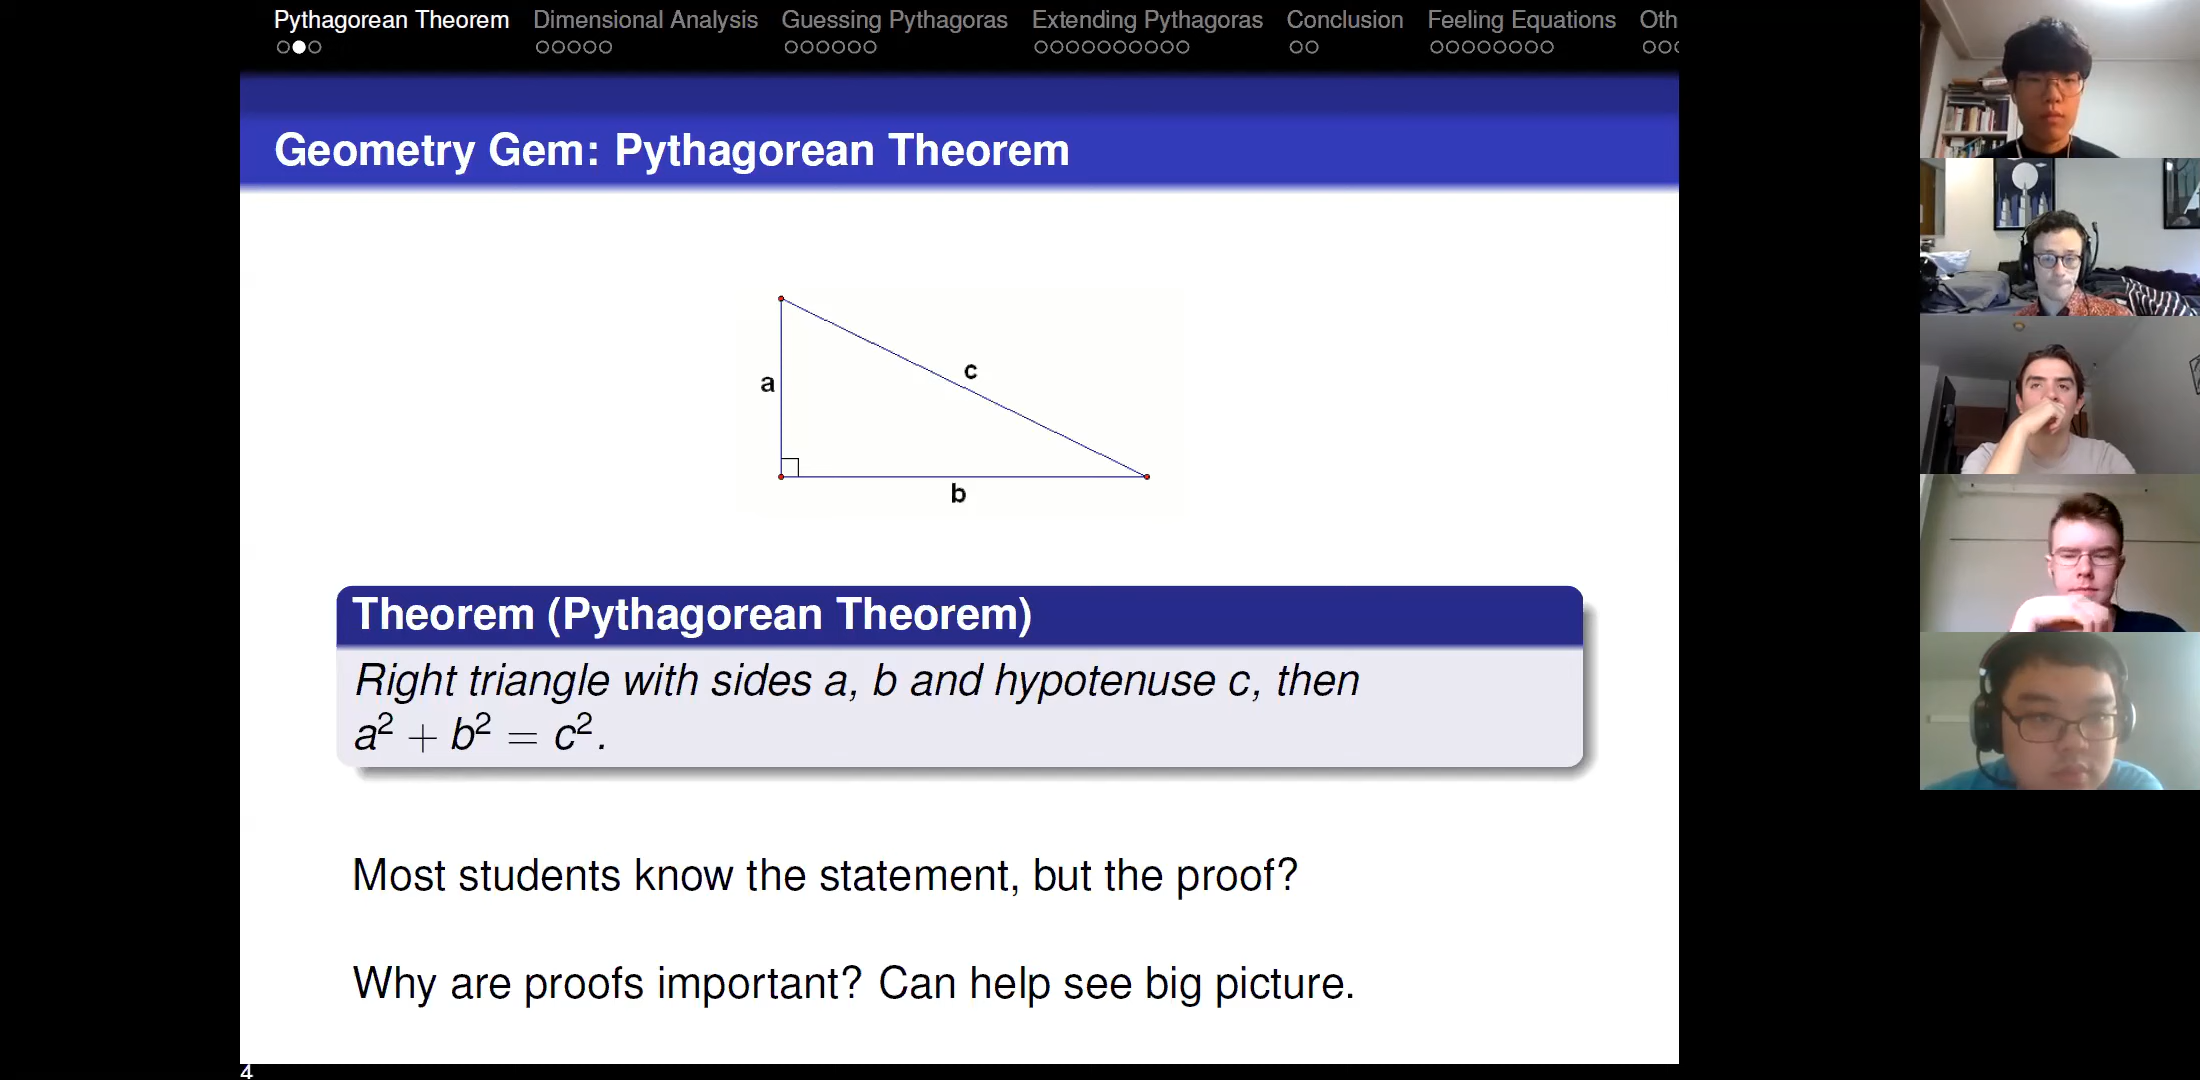 Pythagorean Theorem Dimensional Analysis Guessing Pythagoras Extending Pythagoras Conclusion Feeling Equations Oth
Geometry Gem: Pythagorean Theorem
c
a
b
Theorem (Pythagorean Theorem)
Right triangle with sides a, b and hypotenuse c, then
a² + b² = c².
Most students know the statement, but the proof?
Why are proofs important? Can help see big picture.
4